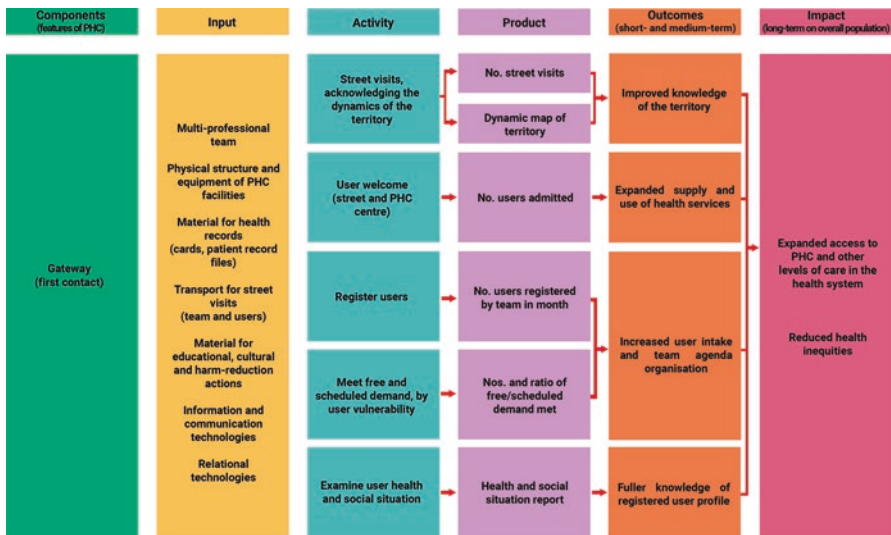 Components
(features of PHC)
Input
Activity
Product
Outcomes
(short- and medium-term)
Impact
(long-term on overall population)
Gateway
(first contact)
Multi-professional
team
Physical structure and
equipment of PHC
facilities
Material for health
records
(cards, patient record
files)
Transport for street
visits
(team and users)
Material for
educational, cultural
and harm-reduction
actions
Information and
communication
technologies
Relational
technologies
Street visits,
acknowledging the
dynamics of the
territory
No. street visits
Dynamic map of
territory
Improved knowledge
of the territory
User welcome
(street and PHC
centre)
No. users admitted
Expanded supply and
use of health services
Register users
No. users registered
by team in month
Meet free and
scheduled demand, by
user vulnerability
Nos. and ratio of
free/scheduled
demand met
Increased user intake
and team agenda
organisation
Examine user health
and social situation
Health and social
situation report
Fuller knowledge of
registered user profile
Expanded access to
PHC and other
levels of care in the
health system
Reduced health
inequities